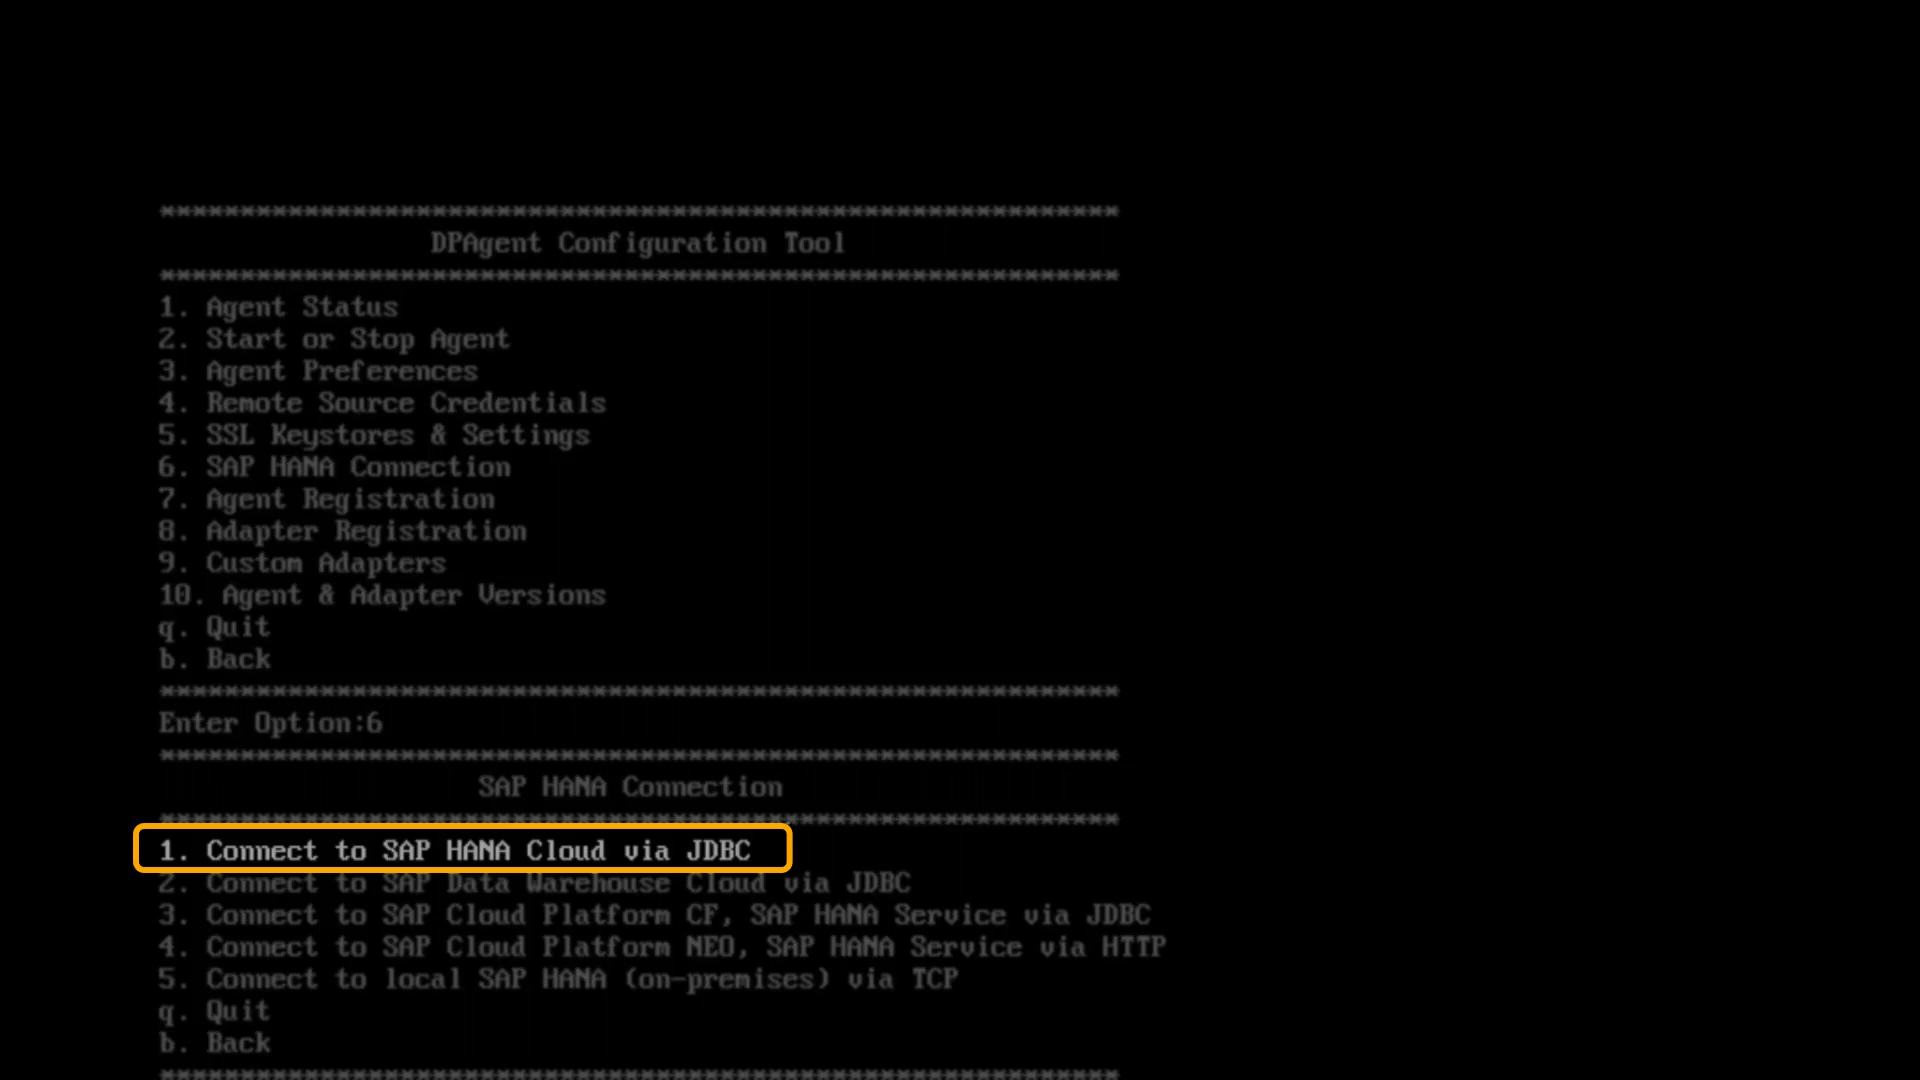 ************************************************************
DPAgent Configuration Tool
************************************************************
1. Agent Status
2. Start or Stop Agent
3. Agent Preferences
4. Remote Source Credentials
5. SSL Keystores & Settings
6. SAP HANA Connection
7. Agent Registration
8. Adapter Registration
9. Custom Adapters
10. Agent & Adapter Versions
q. Quit
b. Back
************************************************************
Enter Option:6
************************************************************
SAP HANA Connection
************************************************************
1. Connect to SAP HANA Cloud via JDBC
2. Connect to SAP Data Warehouse Cloud via JDBC
3. Connect to SAP Cloud Platform CF, SAP HANA Service via JDBC
4. Connect to SAP Cloud Platform NEO, SAP HANA Service via HTTP
5. Connect to local SAP HANA (on-premises) via TCP
q. Quit
b. Back
************************************************************